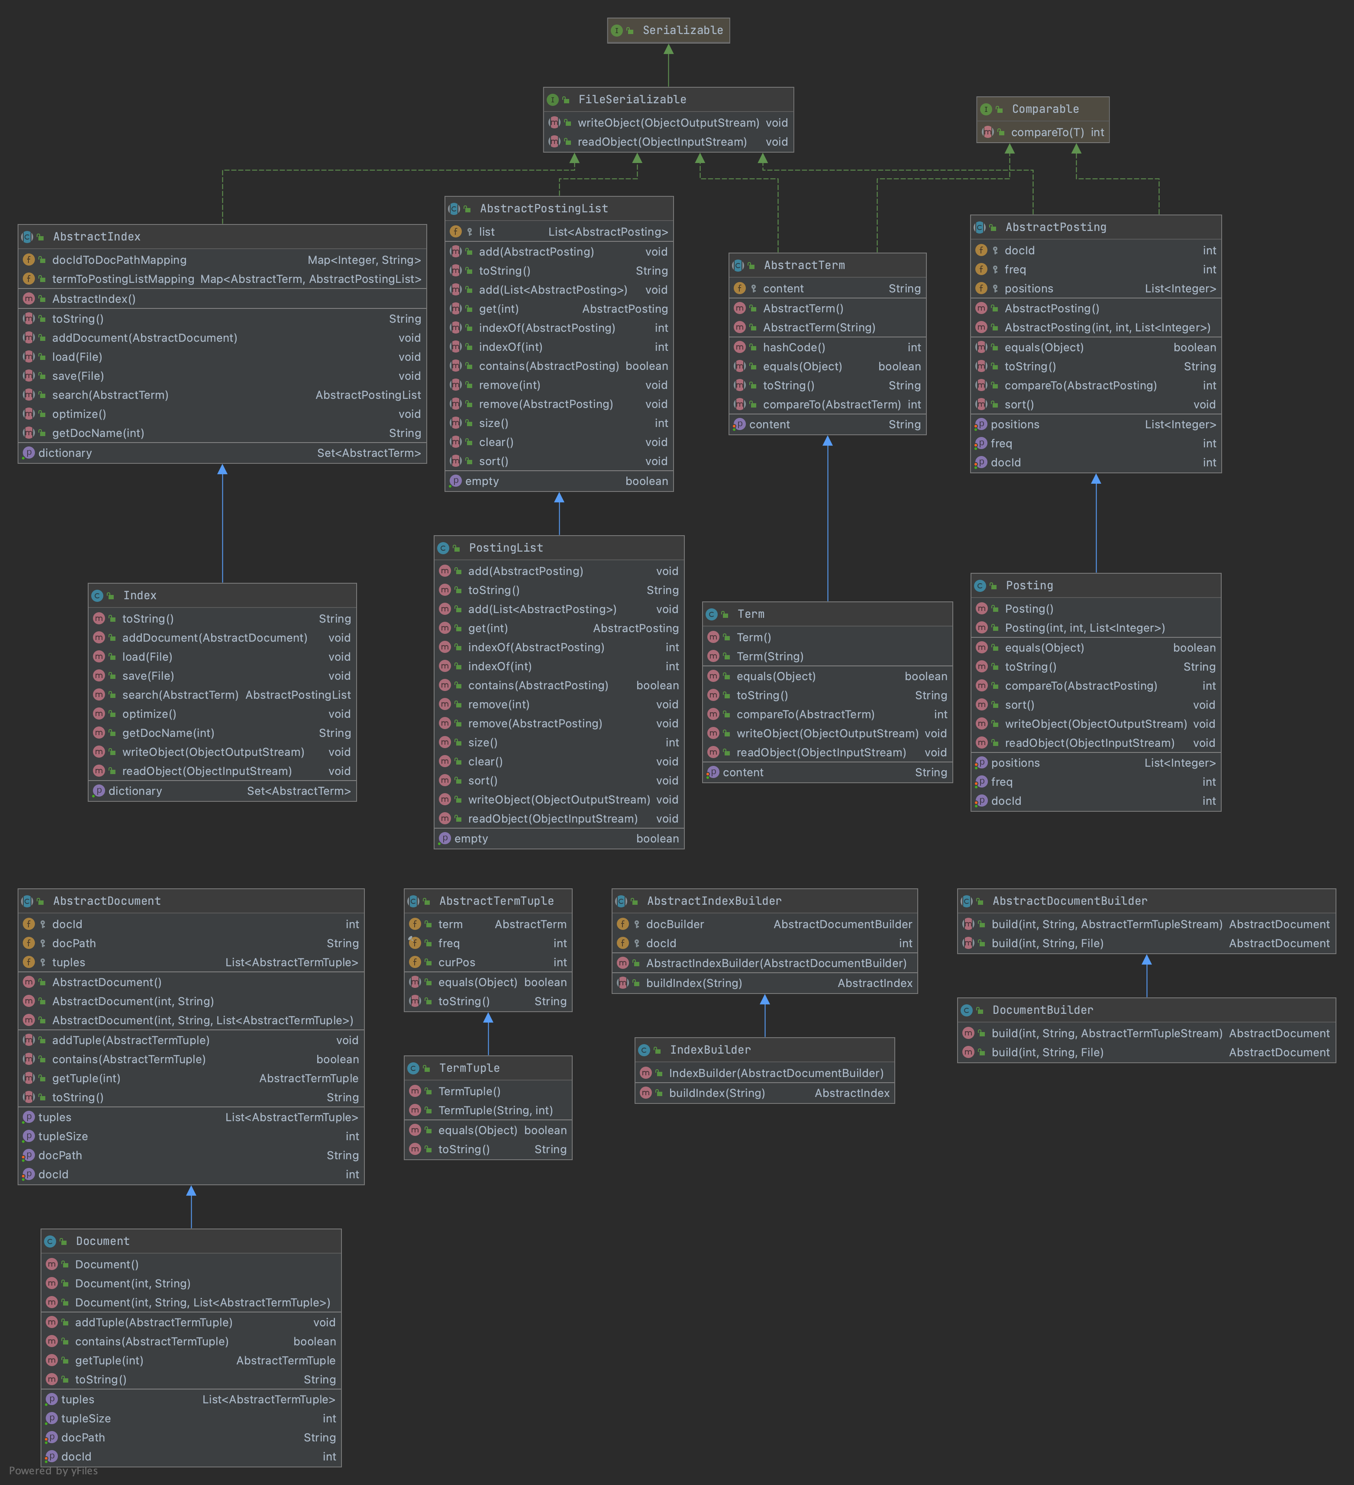 Serializable
FileSerializable
writeObject(ObjectOutputStream) void
readObject(ObjectInputStream) void
Comparable
compareTo(T) int
AbstractIndex
docIdToDocPathMapping Map<Integer, String>
termToPostingListMapping Map<AbstractTerm, AbstractPostingList>
AbstractIndex()
toString() String
addDocument(AbstractDocument) void
load(File) void
save(File) void
search(AbstractTerm) AbstractPostingList
optimize() void
getDocName(int) String
dictionary Set<AbstractTerm>
AbstractPostingList
list List<AbstractPosting>
add(AbstractPosting) void
toString() String
add(List<AbstractPosting>) void
get(int) AbstractPosting
indexOf(AbstractPosting) int
indexOf(int) int
contains(AbstractPosting) boolean
remove(int) void
remove(AbstractPosting) void
size() int
clear() void
sort() void
empty boolean
AbstractTerm
content String
AbstractTerm()
AbstractTerm(String)
hashCode() int
equals(Object) boolean
toString() String
compareTo(AbstractTerm) int
content String
AbstractPosting
docId int
freq int
positions List<Integer>
AbstractPosting()
AbstractPosting(int, int, List<Integer>)
equals(Object) boolean
toString() String
compareTo(AbstractPosting) int
sort() void
positions List<Integer>
freq int
docId int
Index
toString() String
addDocument(AbstractDocument) void
load(File) void
save(File) void
search(AbstractTerm) AbstractPostingList
optimize() void
getDocName(int) String
writeObject(ObjectOutputStream) void
readObject(ObjectInputStream) void
dictionary Set<AbstractTerm>
PostingList
add(AbstractPosting) void
toString() String
add(List<AbstractPosting>) void
get(int) AbstractPosting
indexOf(AbstractPosting) int
indexOf(int) int
contains(AbstractPosting) boolean
remove(int) void
remove(AbstractPosting) void
size() int
clear() void
sort() void
writeObject(ObjectOutputStream) void
readObject(ObjectInputStream) void
empty boolean
Term
Term()
Term(String)
equals(Object) boolean
toString() String
compareTo(AbstractTerm) int
writeObject(ObjectOutputStream) void
readObject(ObjectInputStream) void
content String
Posting
Posting()
Posting(int, int, List<Integer>)
equals(Object) boolean
toString() String
compareTo(AbstractPosting) int
sort() void
writeObject(ObjectOutputStream) void
readObject(ObjectInputStream) void
positions List<Integer>
freq int
docId int
AbstractDocument
docId int
docPath String
tuples List<AbstractTermTuple>
AbstractDocument()
AbstractDocument(int, String)
AbstractDocument(int, String, List<AbstractTermTuple>)
addTuple(AbstractTermTuple) void
contains(AbstractTermTuple) boolean
getTuple(int) AbstractTermTuple
toString() String
tuples List<AbstractTermTuple>
tupleSize int
docPath String
docId int
AbstractTermTuple
term AbstractTerm
freq int
curPos int
equals(Object) boolean
toString() String
AbstractIndexBuilder
docBuilder AbstractDocumentBuilder
docId int
AbstractIndexBuilder(AbstractDocumentBuilder)
buildIndex(String) AbstractIndex
AbstractDocumentBuilder
build(int, String, AbstractTermTupleStream) AbstractDocument
build(int, String, File) AbstractDocument
DocumentBuilder
build(int, String, AbstractTermTupleStream) AbstractDocument
build(int, String, File) AbstractDocument
IndexBuilder
IndexBuilder(AbstractDocumentBuilder)
buildIndex(String) AbstractIndex
TermTuple
TermTuple()
TermTuple(String, int)
equals(Object) boolean
toString() String
Document
Document()
Document(int, String)
Document(int, String, List<AbstractTermTuple>)
addTuple(AbstractTermTuple) void
contains(AbstractTermTuple) boolean
getTuple(int) AbstractTermTuple
toString() String
tuples List<AbstractTermTuple>
tupleSize int
docPath String
docId int
Powered by yFiles